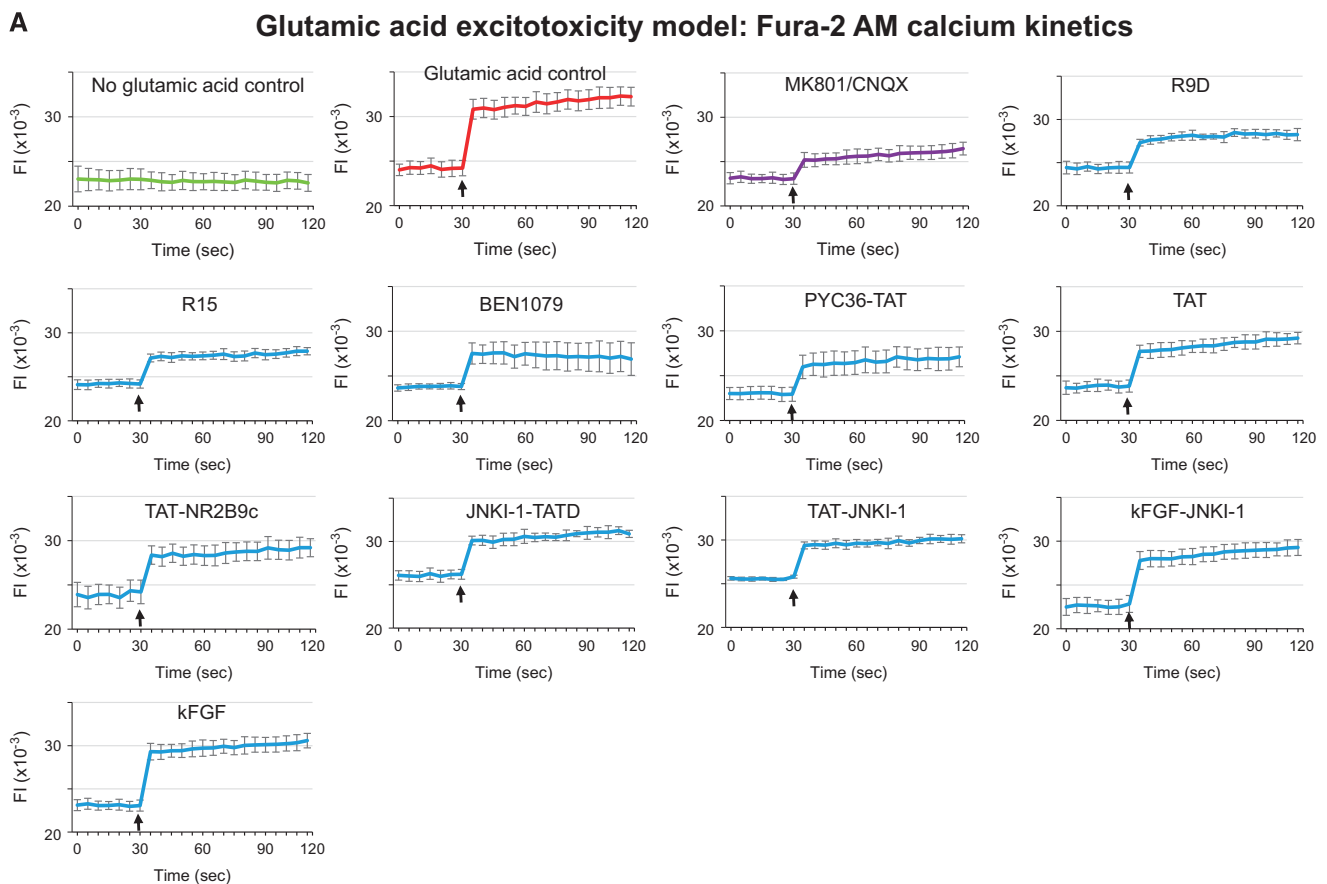 A
Glutamic acid excitotoxicity model: Fura-2 AM calcium kinetics
No glutamic acid control
FI (x10-3)
30
20
0 30 60 90 120
Time (sec)
Glutamic acid control
FI (x10-3)
30
20
0 30 60 90 120
Time (sec)
MK801/CNQX
FI (x10-3)
30
20
0 30 60 90 120
Time (sec)
R9D
FI (x10-3)
30
20
0 30 60 90 120
Time (sec)
R15
FI (x10-3)
30
20
0 30 60 90 120
Time (sec)
BEN1079
FI (x10-3)
30
20
0 30 60 90 120
Time (sec)
PYC36-TAT
FI (x10-3)
30
20
0 30 60 90 120
Time (sec)
TAT
FI (x10-3)
30
20
0 30 60 90 120
Time (sec)
TAT-NR2B9c
FI (x10-3)
30
20
0 30 60 90 120
Time (sec)
JNKI-1-TATD
FI (x10-3)
30
20
0 30 60 90 120
Time (sec)
TAT-JNKI-1
FI (x10-3)
30
20
0 30 60 90 120
Time (sec)
kFGF-JNKI-1
FI (x10-3)
30
20
0 30 60 90 120
Time (sec)
kFGF
FI (x10-3)
30
20
0 30 60 90 120
Time (sec)